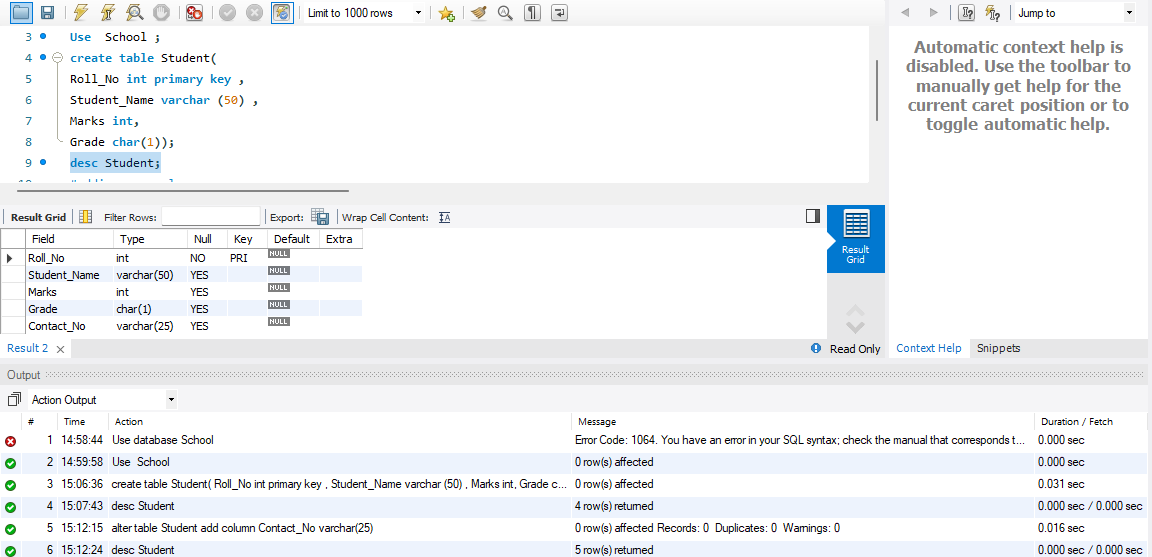 Limit to 1000 rows
Jump to
3 Use School ;
4 create table Student(
5 Roll_No int primary key ,
6 Student_Name varchar (50) ,
7 Marks int,
8 Grade char(1));
9 desc Student;
Automatic context help is
disabled. Use the toolbar to
manually get help for the
current caret position or to
toggle automatic help.
Result Grid Filter Rows: Export: Wrap Cell Content:
Field Type Null Key Default Extra
Roll_No int NO PRI NULL
Student_Name varchar(50) YES NULL
Marks int YES NULL
Grade char(1) YES NULL
Contact_No varchar(25) YES NULL
Result
Grid
Result 2 Read Only
Context Help Snippets
Output
Action Output
# Time Action Message Duration / Fetch
1 14:58:44 Use database School Error Code: 1064. You have an error in your SQL syntax; check the manual that corresponds t... 0.000 sec
2 14:59:58 Use School 0 row(s) affected 0.000 sec
3 15:06:36 create table Student( Roll_No int primary key , Student_Name varchar (50) , Marks int, Grade c... 0 row(s) affected 0.031 sec
4 15:07:43 desc Student 4 row(s) returned 0.000 sec / 0.000 sec
5 15:12:15 alter table Student add column Contact_No varchar(25) 0 row(s) affected Records: 0 Duplicates: 0 Warnings: 0 0.016 sec
6 15:12:24 desc Student 5 row(s) returned 0.000 sec / 0.000 sec